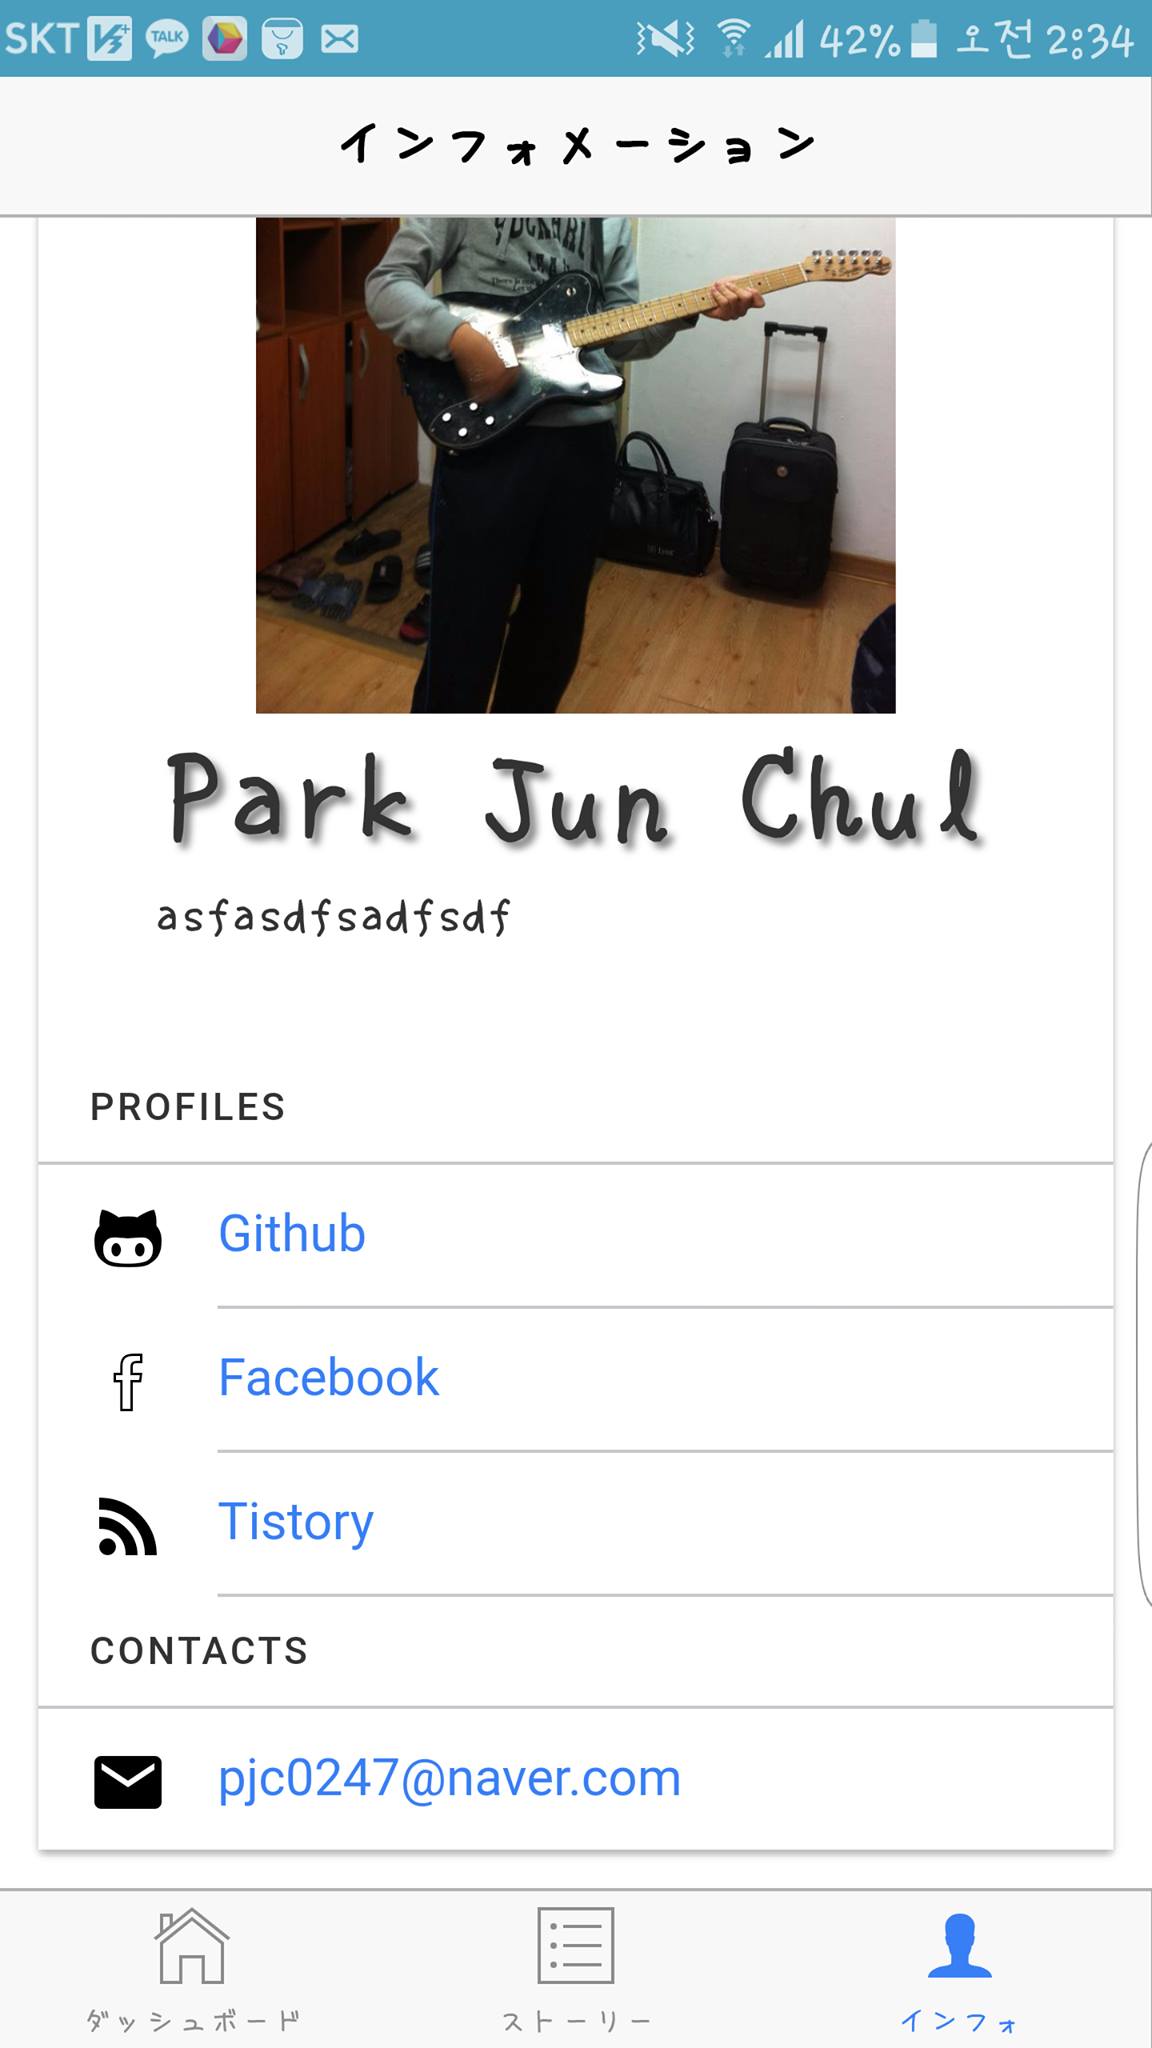 SKT V3+ TALK 42% 오전 2:34
インフォメーション
Park Jun Chul
asfasdfsadfsdf
PROFILES
Github
Facebook
Tistory
CONTACTS
pjc0247@naver.com
ダッシュボード ストーリー インフォ